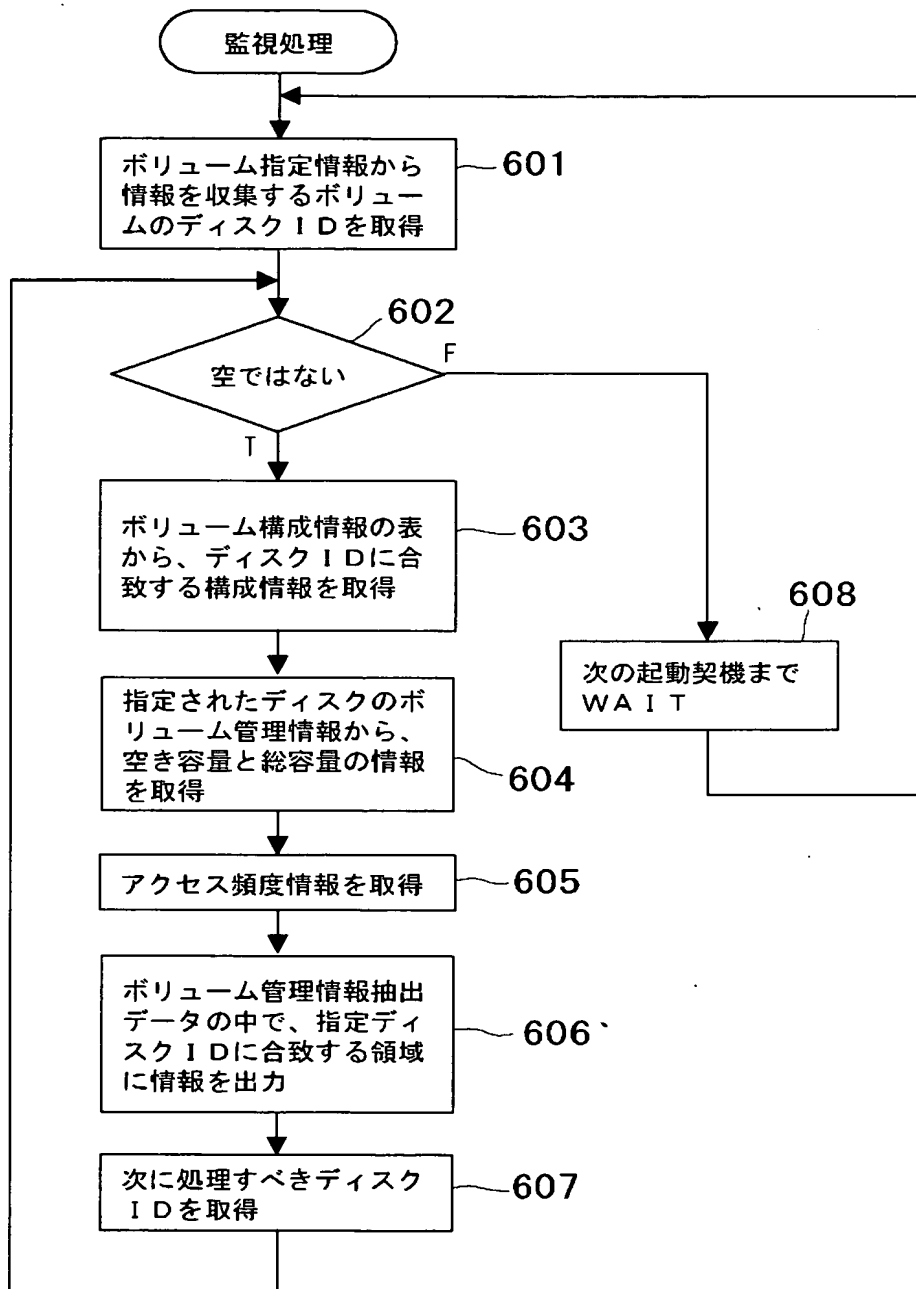 監視処理
ボリューム指定情報から
情報を収集するボリュー
ムのディスクＩＤを取得
601
602
空ではない
F
T
ボリューム構成情報の表
から、ディスクＩＤに合
致する構成情報を取得
603
608
次の起動契機まで
ＷＡＩＴ
指定されたディスクのボ
リューム管理情報から、
空き容量と総容量の情報
を取得
604
アクセス頻度情報を取得
605
ボリューム管理情報抽出
データの中で、指定ディ
スクＩＤに合致する領域
に情報を出力
606
次に処理すべきディスク
ＩＤを取得
607